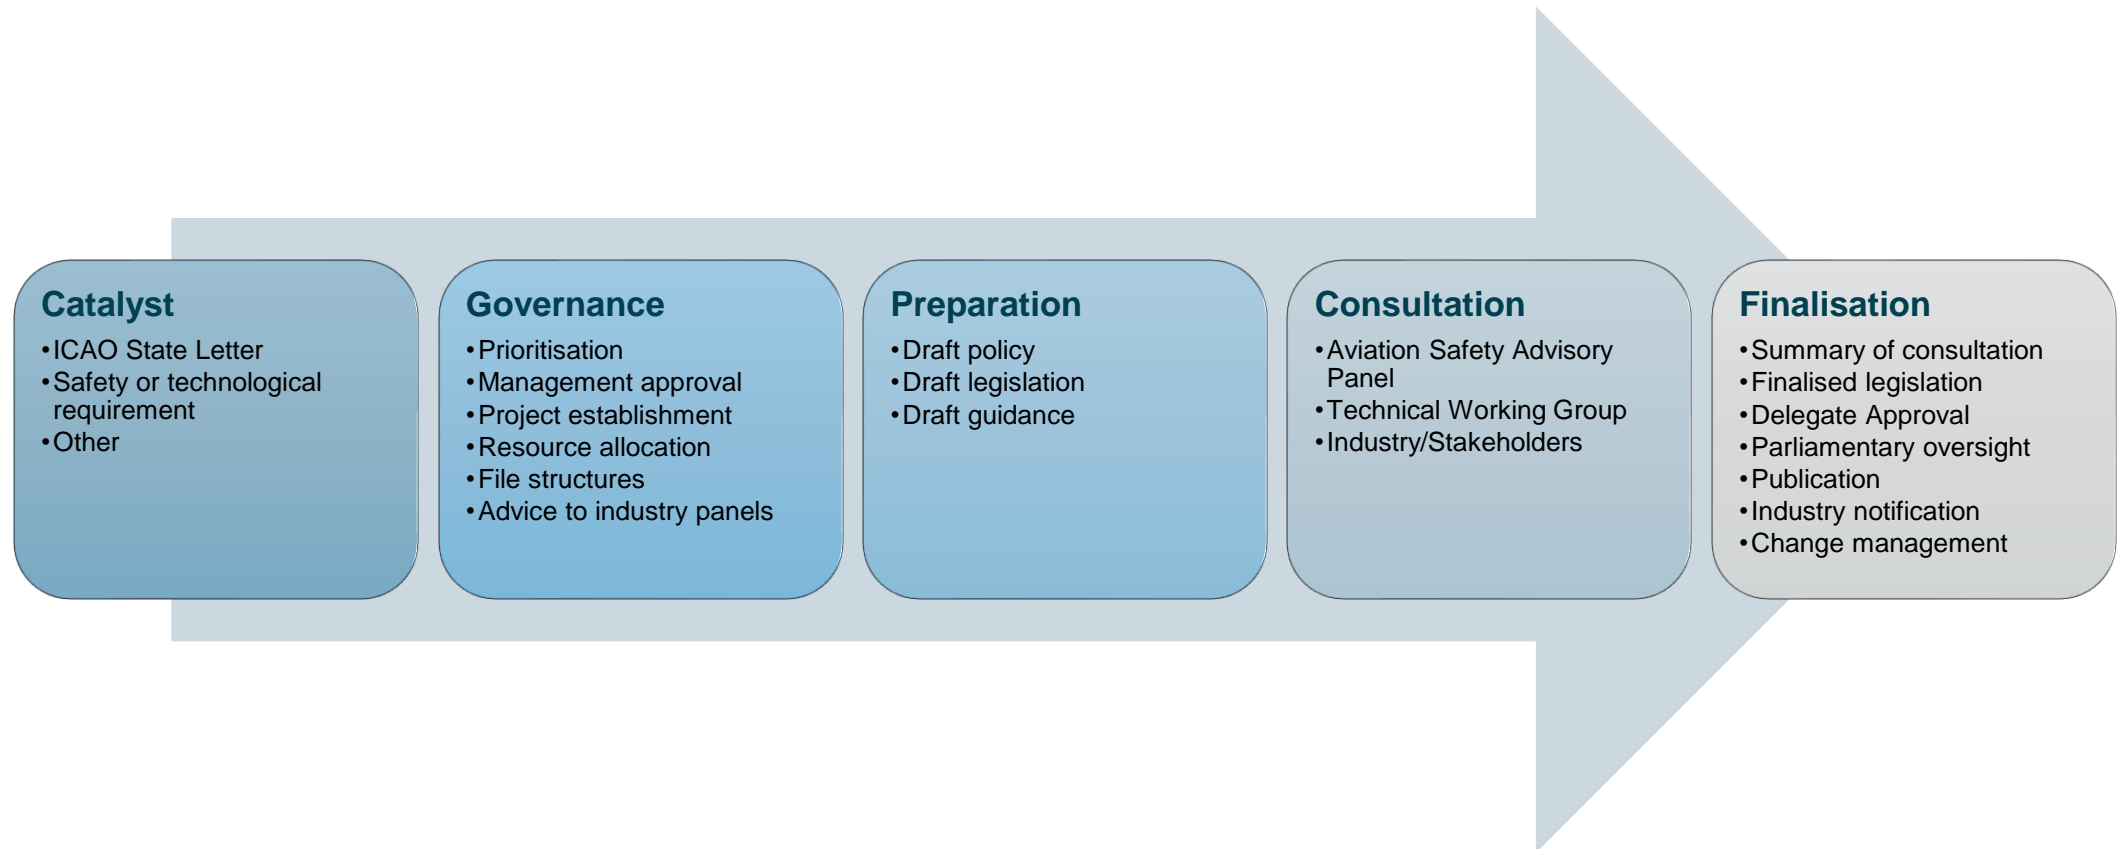 Catalyst
•ICAO State Letter
•Safety or technological
requirement
•Other
Governance
•Prioritisation
•Management approval
•Project establishment
•Resource allocation
•File structures
•Advice to industry panels
Preparation
•Draft policy
•Draft legislation
•Draft guidance
Consultation
•Aviation Safety Advisory
Panel
•Technical Working Group
•Industry/Stakeholders
Finalisation
•Summary of consultation
•Finalised legislation
•Delegate Approval
•Parliamentary oversight
•Publication
•Industry notification
•Change management